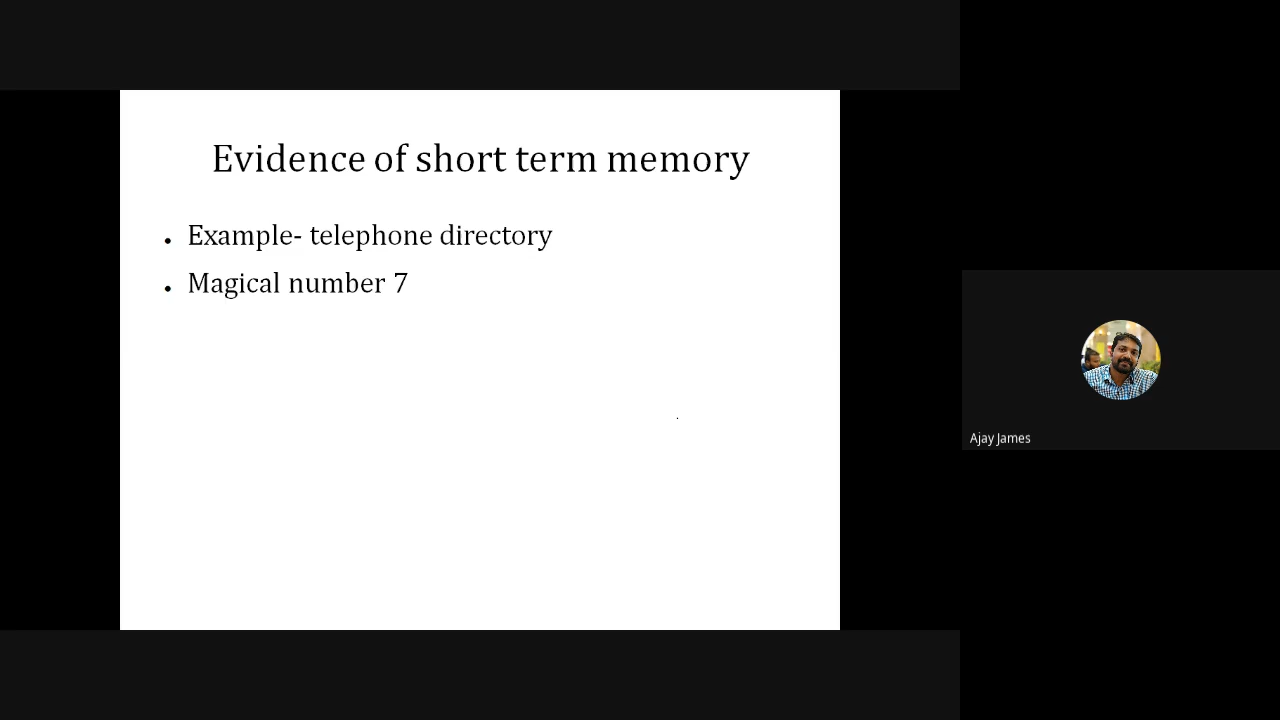 Evidence of short term memory
• Example- telephone directory
• Magical number 7
Ajay James